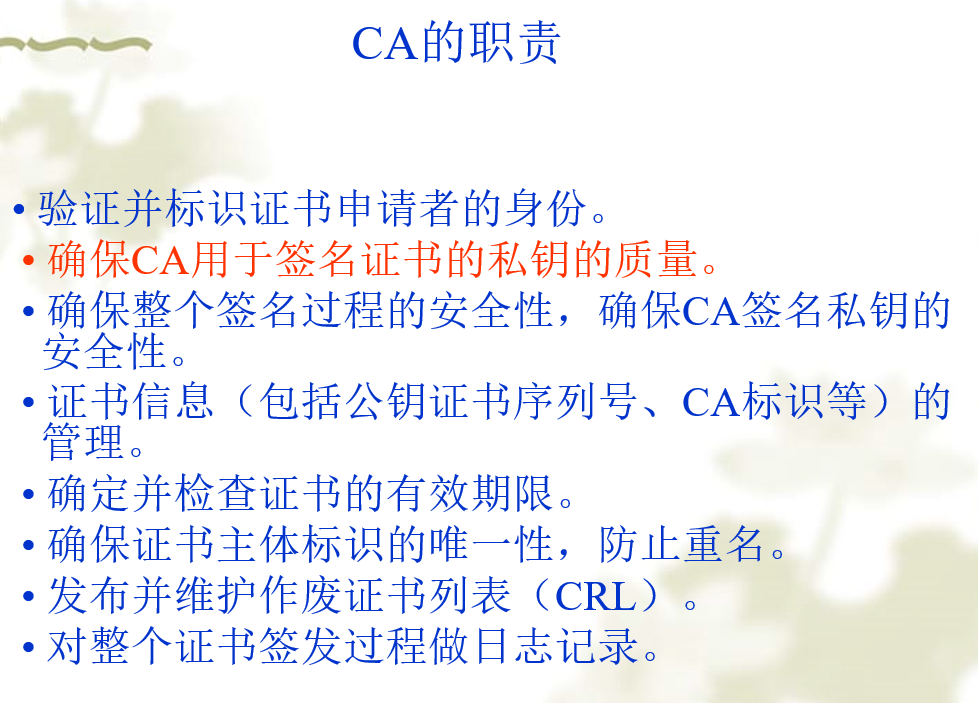 CA的职责
• 验证并标识证书申请者的身份。
• 确保CA用于签名证书的私钥的质量。
• 确保整个签名过程的安全性，确保CA签名私钥的
安全性。
• 证书信息（包括公钥证书序列号、CA标识等）的
管理。
• 确定并检查证书的有效期限。
• 确保证书主体标识的唯一性，防止重名。
• 发布并维护作废证书列表（CRL）。
• 对整个证书签发过程做日志记录。